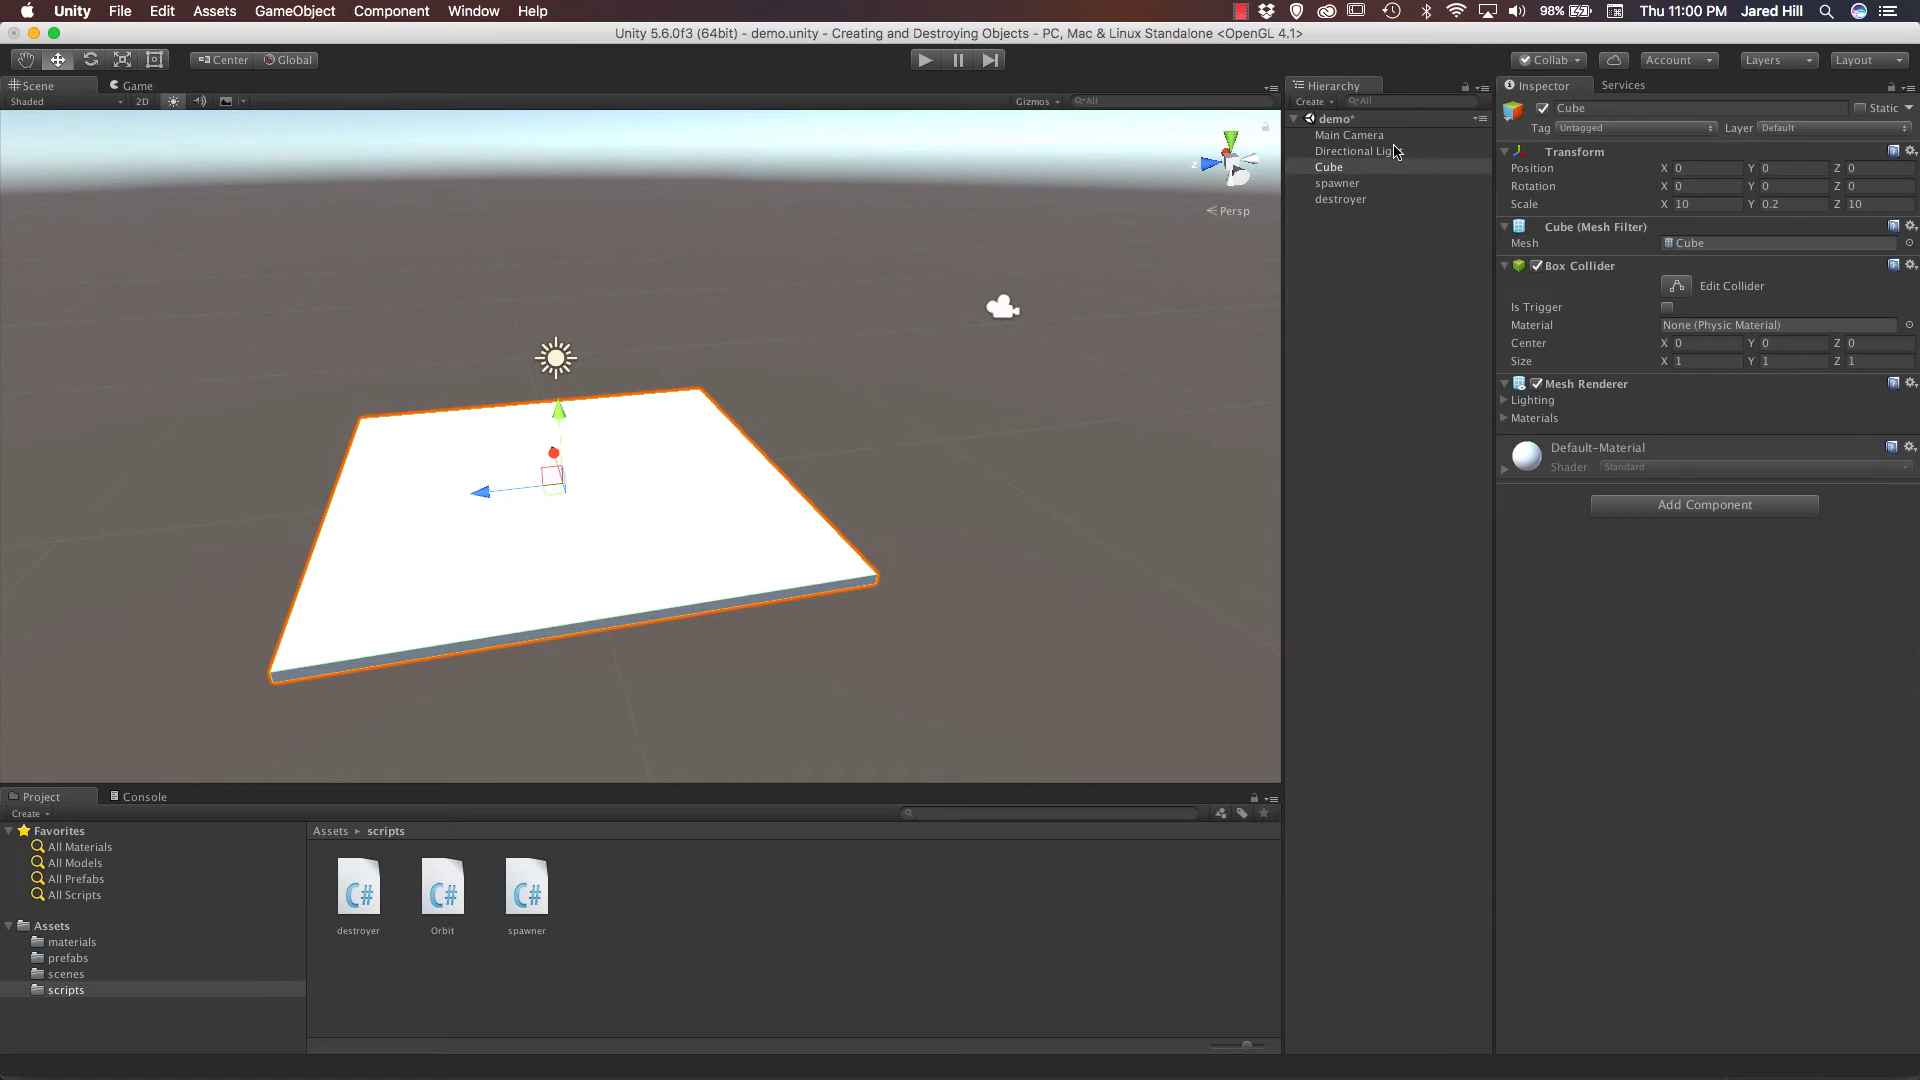 Unity File Edit Assets GameObject Component Window Help 98% Thu 11:00 PM Jared Hill
Unity 5.6.0f3 (64bit) - demo.unity - Creating and Destroying Objects - PC, Mac & Linux Standalone <OpenGL 4.1>
Center Global Collab Account Layers Layout
Scene Game Hierarchy Inspector Services
Shaded 2D Gizmos All Create All
Cube Static
Tag Untagged Layer Default
demo*
Main Camera
Directional Lig
Cube
spawner
destroyer
Transform
Position X 0 Y 0 Z 0
Rotation X 0 Y 0 Z 0
Scale X 10 Y 0.2 Z 10
Cube (Mesh Filter)
Mesh Cube
Box Collider
Edit Collider
Is Trigger
Material None (Physic Material)
Center X 0 Y 0 Z 0
Size X 1 Y 1 Z 1
Mesh Renderer
Lighting
Materials
Default-Material
Shader Standard
Add Component
z
Persp
Project Console
Create
Favorites
All Materials
All Models
All Prefabs
All Scripts
Assets
materials
prefabs
scenes
scripts
Assets scripts
C# C# C#
destroyer Orbit spawner